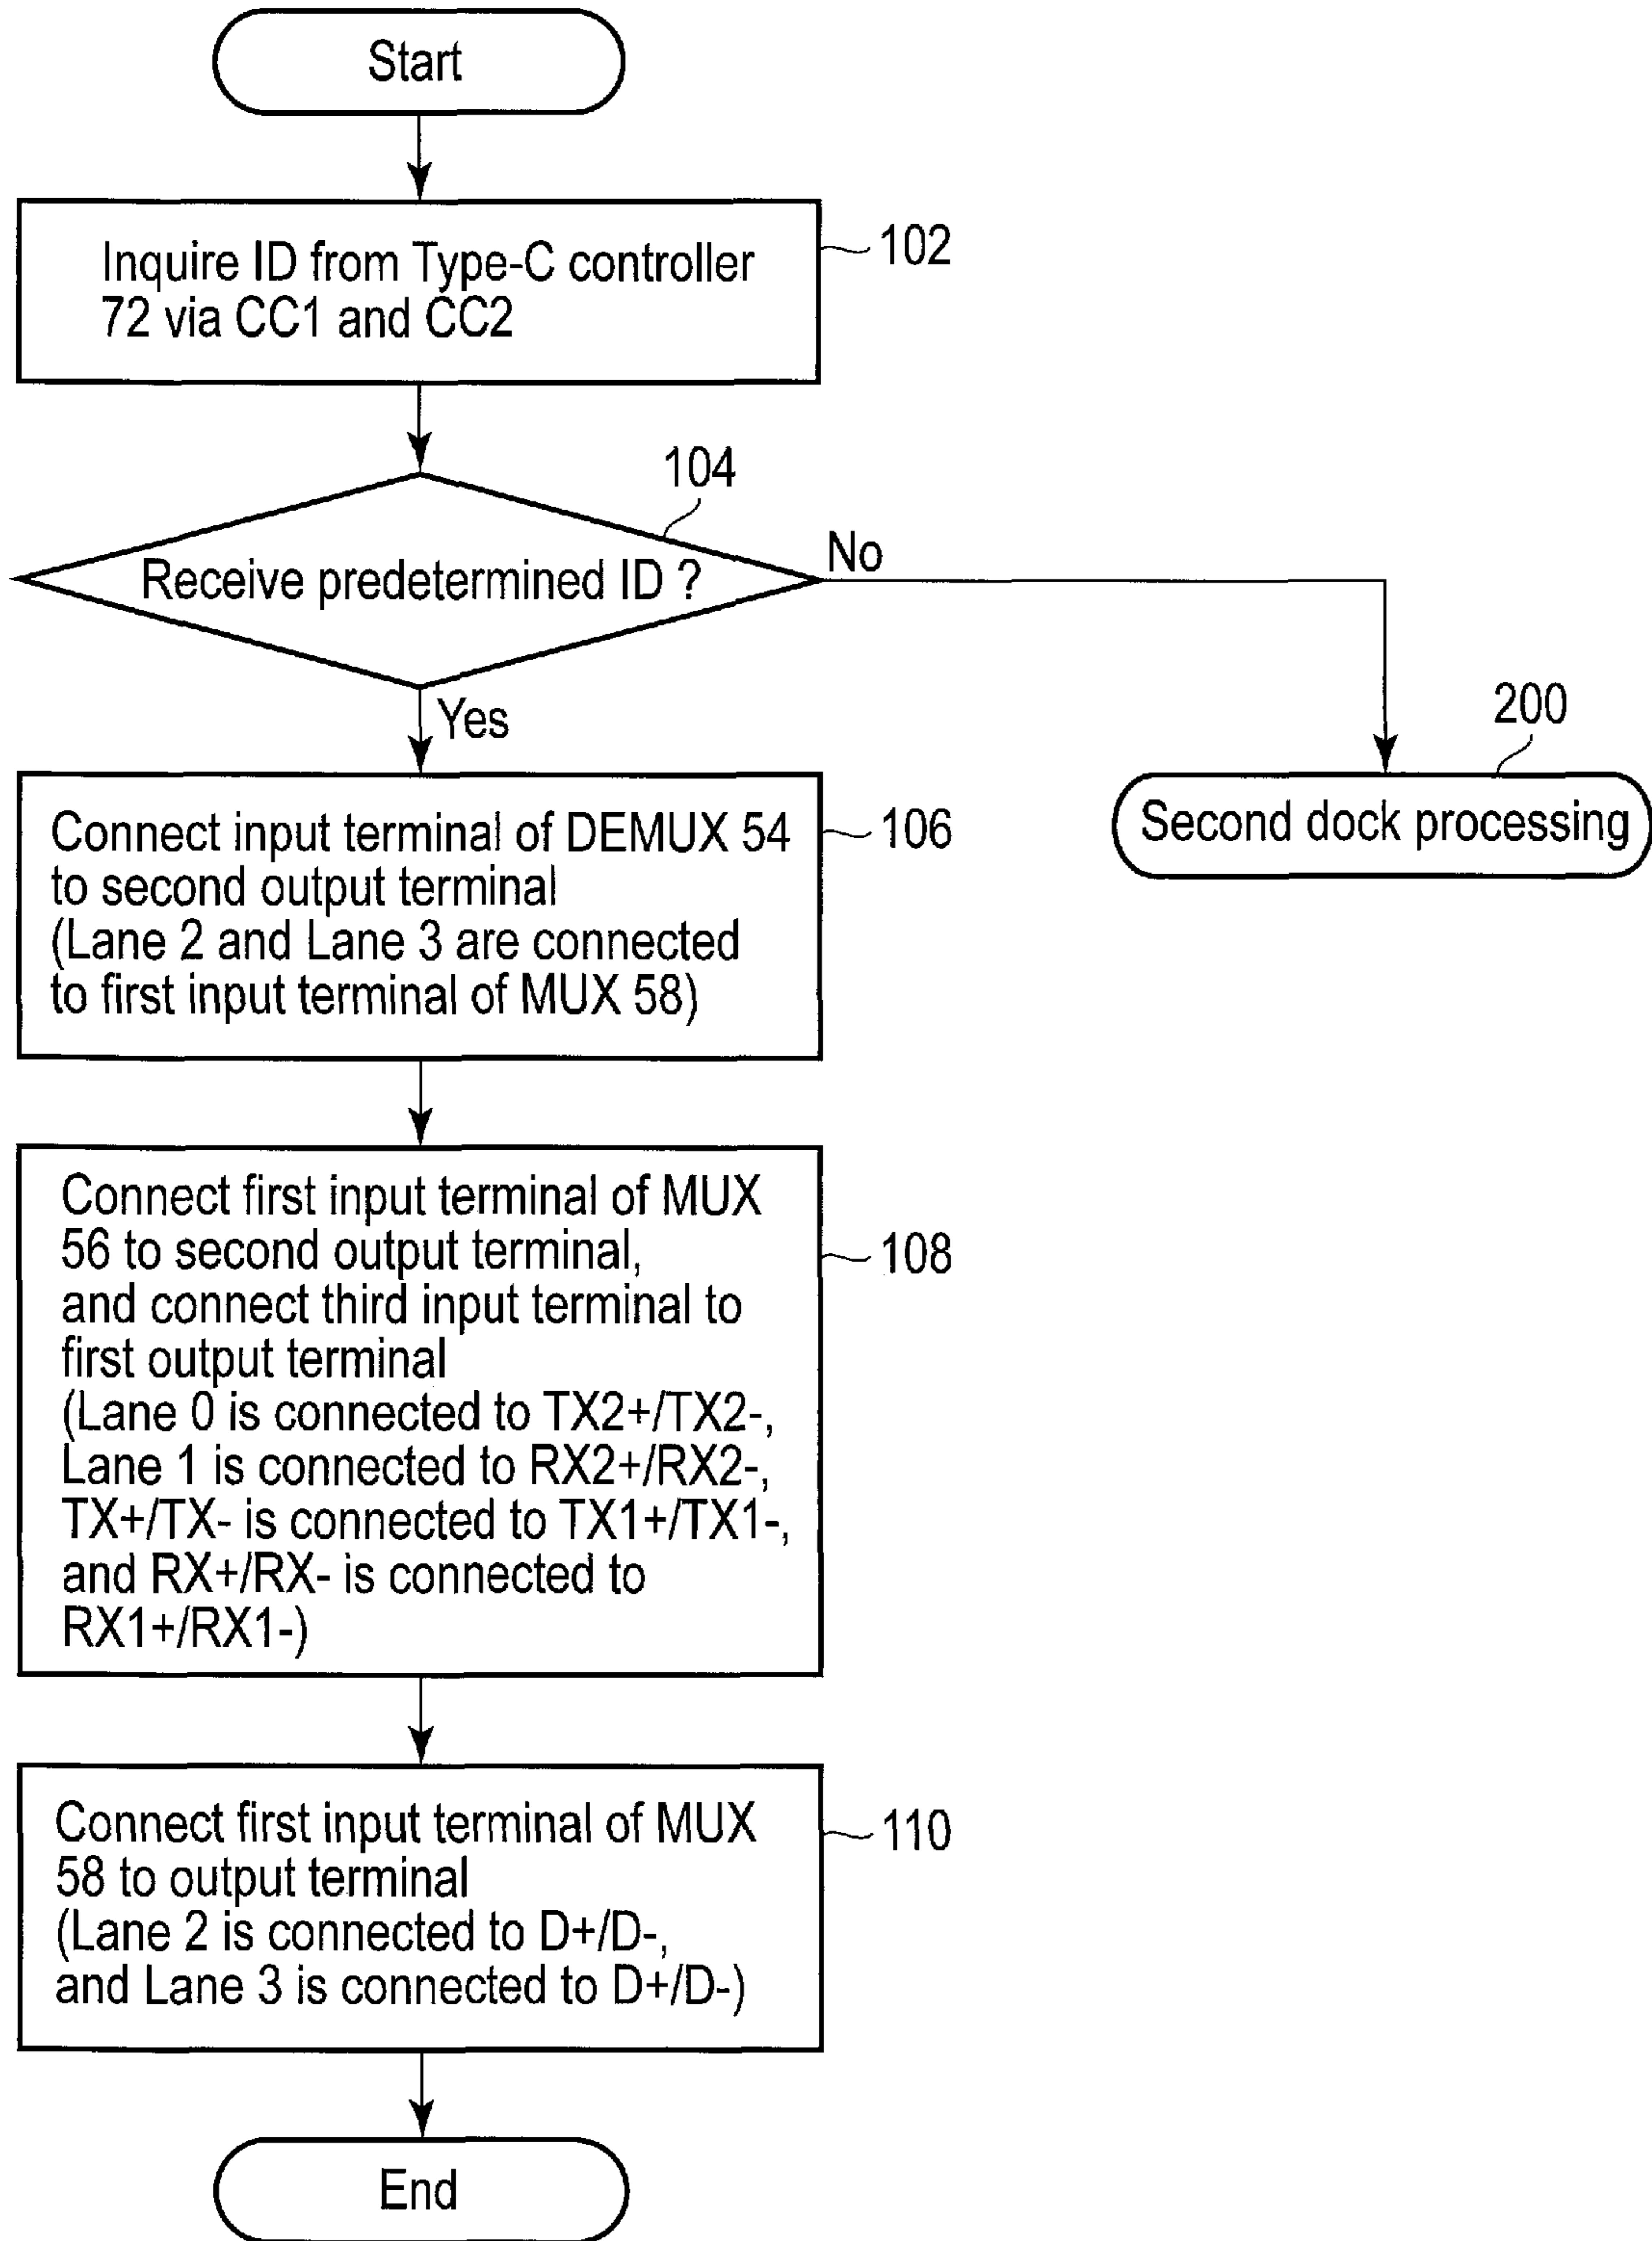 Start
Inquire ID from Type-C controller
72 via CC1 and CC2
102
104
Receive predetermined ID ?
No
Yes
200
Second dock processing
Connect input terminal of DEMUX 54
to second output terminal
(Lane 2 and Lane 3 are connected
to first input terminal of MUX 58)
106
Connect first input terminal of MUX
56 to second output terminal,
and connect third input terminal to
first output terminal
(Lane 0 is connected to TX2+/TX2-,
Lane 1 is connected to RX2+/RX2-,
TX+/TX- is connected to TX1+/TX1-,
and RX+/RX- is connected to
RX1+/RX1-)
108
Connect first input terminal of MUX
58 to output terminal
(Lane 2 is connected to D+/D-,
and Lane 3 is connected to D+/D-)
110
End